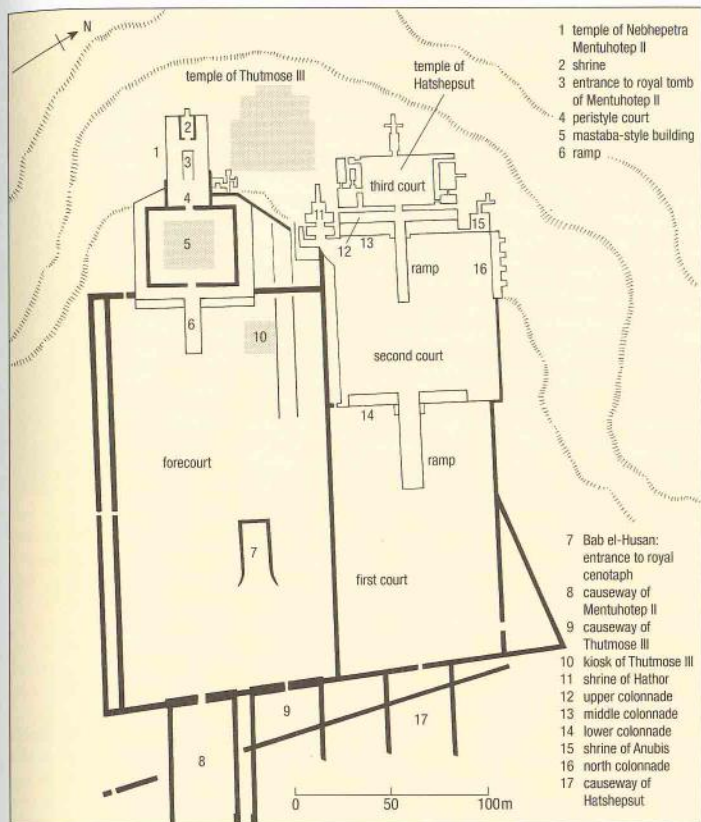 N
temple of Thutmose III
temple of
Hatshepsut
1 temple of Nebhepetra
Mentuhotep II
2 shrine
3 entrance to royal tomb
of Mentuhotep II
4 peristyle court
5 mastaba-style building
6 ramp
1
2
3
4
5
6
third court
11
12
13
15
16
ramp
10
second court
14
ramp
forecourt
7
first court
7 Bab el-Husan:
entrance to royal
cenotaph
8 causeway of
Mentuhotep II
9 causeway of
Thutmose III
10 kiosk of Thutmose III
11 shrine of Hathor
12 upper colonnade
13 middle colonnade
14 lower colonnade
15 shrine of Anubis
16 north colonnade
17 causeway of
Hatshepsut
8
9
17
0 50 100 m